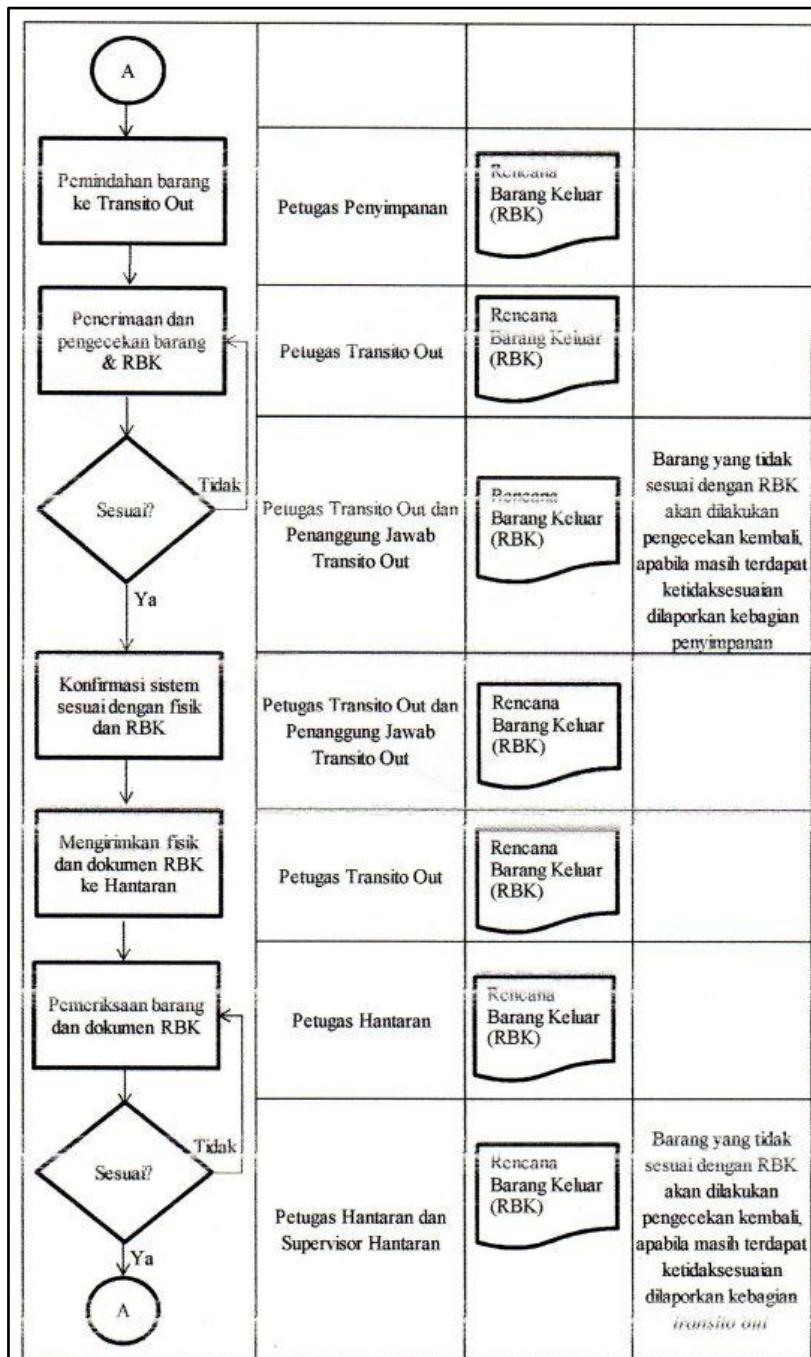 A
Pemindahan barang
ke Transito Out
Petugas Penyimpanan
Rencana
Barang Keluar
(RBK)
Penerimaan dan
pengecekan barang
& RBK
Petugas Transito Out
Rencana
Barang Keluar
(RBK)
Sesuai?
Tidak
Ya
Petugas Transito Out dan
Penanggung Jawab
Transito Out
Rencana
Barang Keluar
(RBK)
Barang yang tidak
sesuai dengan RBK
akan dilakukan
pengecekan kembali,
apabila masih terdapat
ketidaksesuaian
dilaporkan kebagian
penyimpanan
Konfirmasi sistem
sesuai dengan fisik
dan RBK
Petugas Transito Out dan
Penanggung Jawab
Transito Out
Rencana
Barang Keluar
(RBK)
Mengirimkan fisik
dan dokumen RBK
ke Hantaran
Petugas Transito Out
Rencana
Barang Keluar
(RBK)
Pemeriksaan barang
dan dokumen RBK
Petugas Hantaran
Rencana
Barang Keluar
(RBK)
Sesuai?
Tidak
Ya
Petugas Hantaran dan
Supervisor Hantaran
Rencana
Barang Keluar
(RBK)
Barang yang tidak
sesuai dengan RBK
akan dilakukan
pengecekan kembali,
apabila masih terdapat
ketidaksesuaian
dilaporkan kebagian
transito out
A